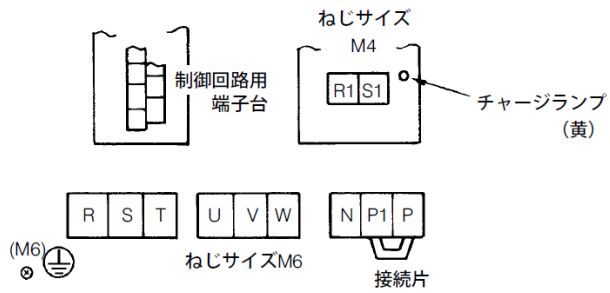 ねじサイズ
M4
制御回路用
端子台
R1 S1
チャージランプ
(黄)
R S T
U V W
N P1 P
(M6)
ねじサイズM6
接続片